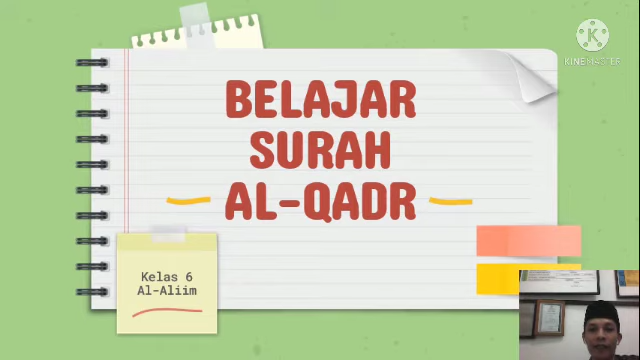 BELAJAR
SURAH
AL-QADR
Kelas 6
Al-Aliim
KINEMASTER